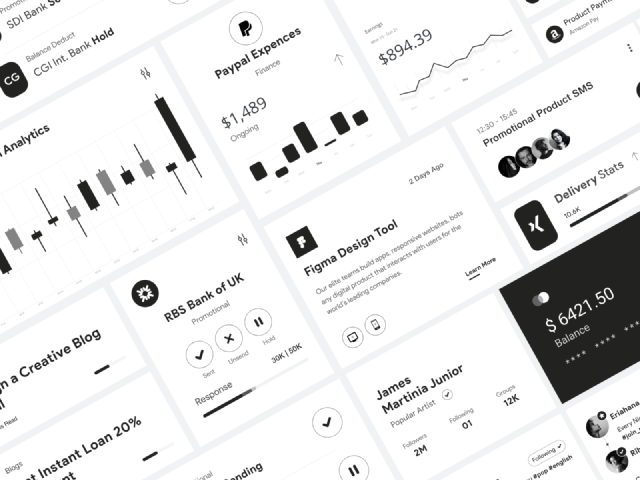 SDI Bank
Balance Deduct
CG
CGI Int. Bank Hold
Analytics
Paypal Expences
Finance
$1,489
Ongoing
Earnings
$894.39
Product
Amazon Pay
12:30 - 15:45
Promotional Product SMS
Delivery Stats
10.6K
2 Days Ago
Figma Design Tool
Our elite teams build apps, responsive websites, bots
any digital product that interacts with users for the
world's leading companies.
Learn More
RBS Bank of UK
Promotional
Sent
Unsend
Hold
Response
30K | 50K
$ 6421.50
Balance
**** **** ****
a Creative Blog
Read
Blogs
Instant Loan 20%
James
Martinia Junior
Popular Artist
Followers
2M
Following
01
Groups
12K
Following
#pop #english
Eriahana
Every
#join_